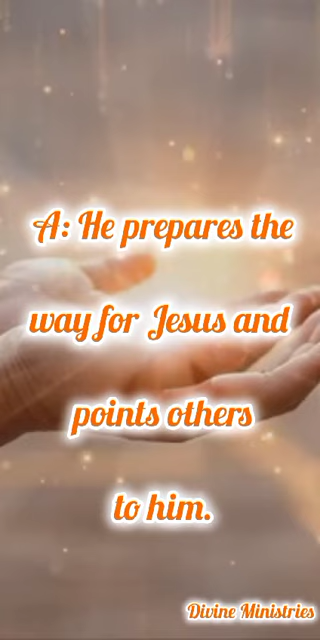 A: He prepares the
way for Jesus and
points others
to him.
Divine Ministries